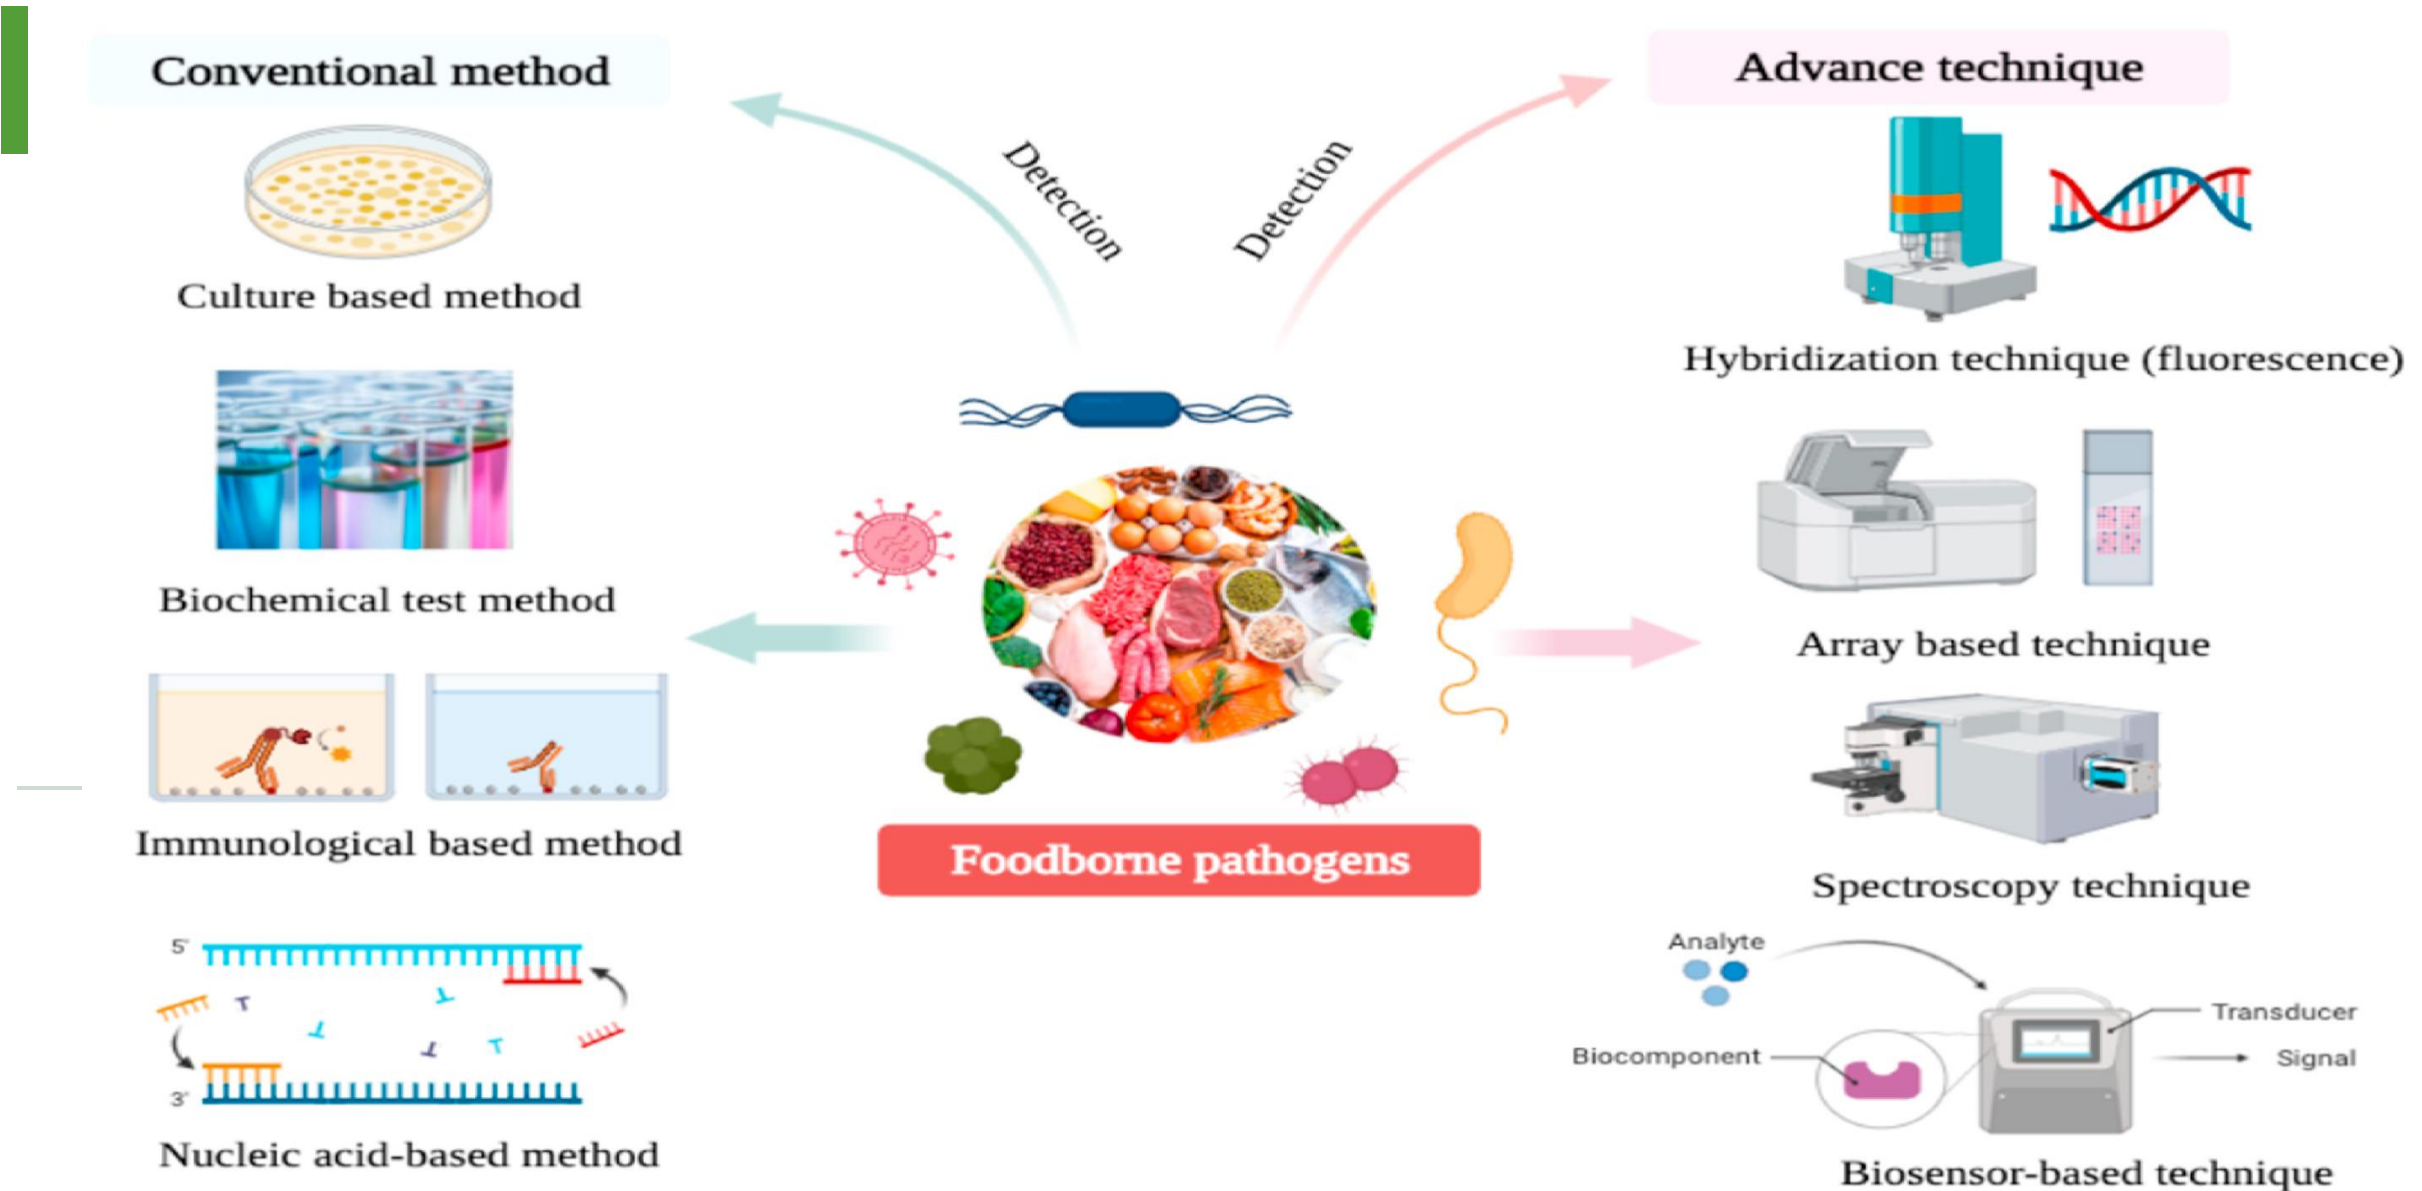 Conventional method
Culture based method
Biochemical test method
Immunological based method
5'
3'
Nucleic acid-based method
Detection
Detection
Foodborne pathogens
Advance technique
Hybridization technique (fluorescence)
Array based technique
Spectroscopy technique
Analyte
Transducer
Biocomponent
Signal
Biosensor-based technique